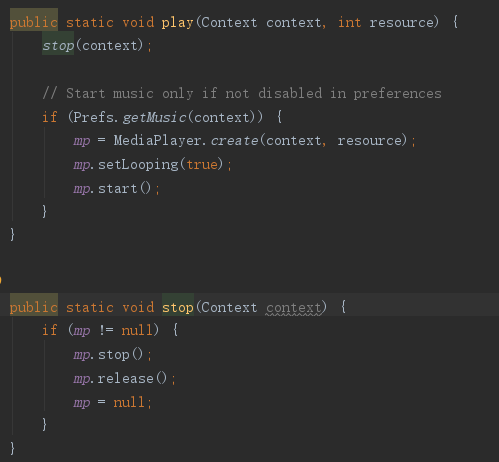 public static void play(Context context, int resource) {
    stop(context);
    // Start music only if not disabled in preferences
    if (Prefs.getMusic(context)) {
        mp = MediaPlayer.create(context, resource);
        mp.setLooping(true);
        mp.start();
    }
}
public static void stop(Context context) {
    if (mp != null) {
        mp.stop();
        mp.release();
        mp = null;
    }
}